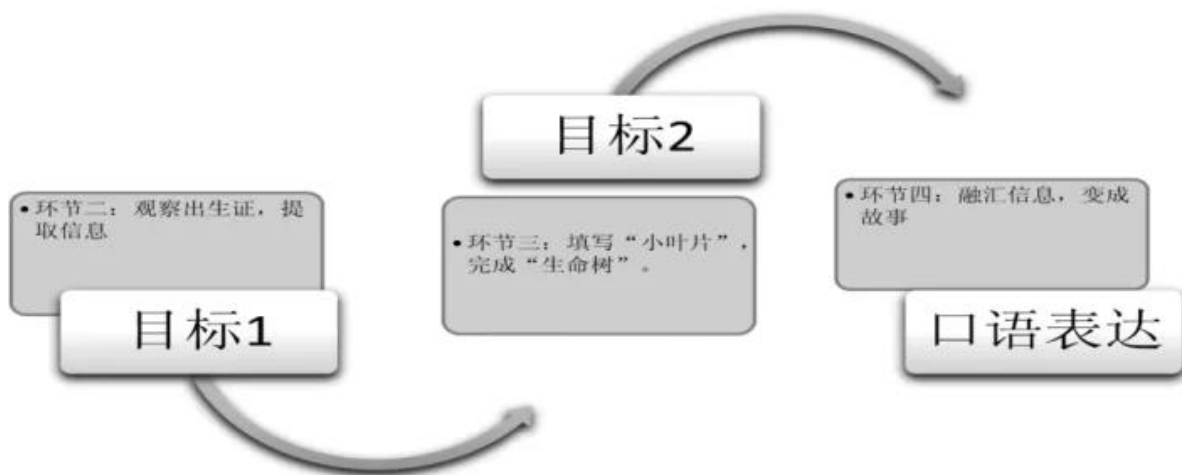 • 环节二：观察出生证，提
取信息
目标1
目标2
• 环节三：填写“小叶片”，
完成“生命树”。
• 环节四：融汇信息，变成
故事
口语表达